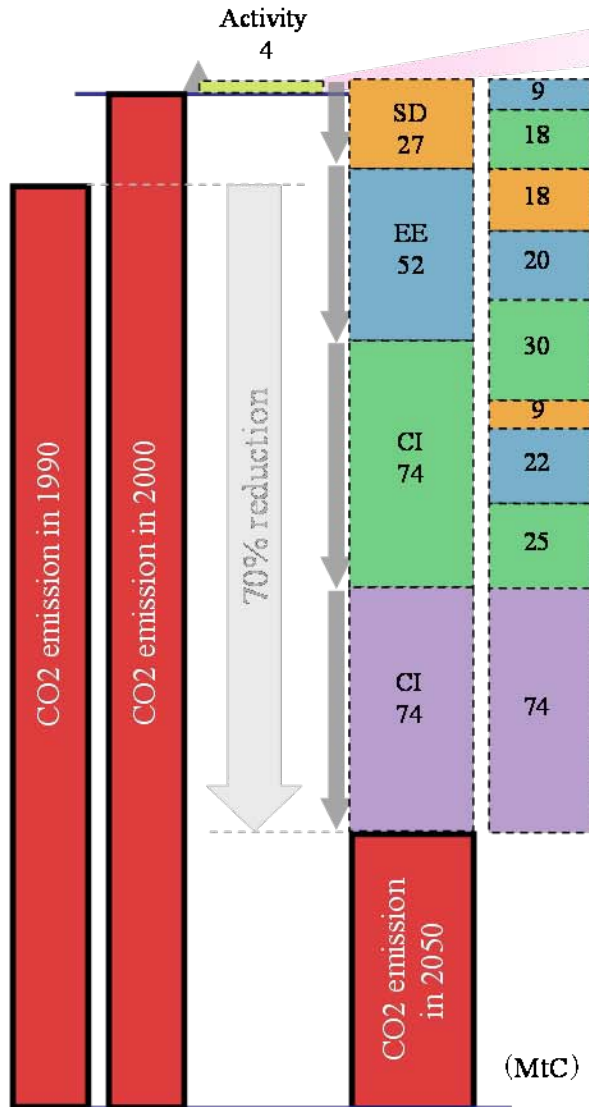 Activity
4
CO2 emission in 1990
CO2 emission in 2000
70% reduction
SD
27
EE
52
CI
74
CI
74
CO2 emission
in 2050
9
18
18
20
30
9
22
25
74
(MtC)